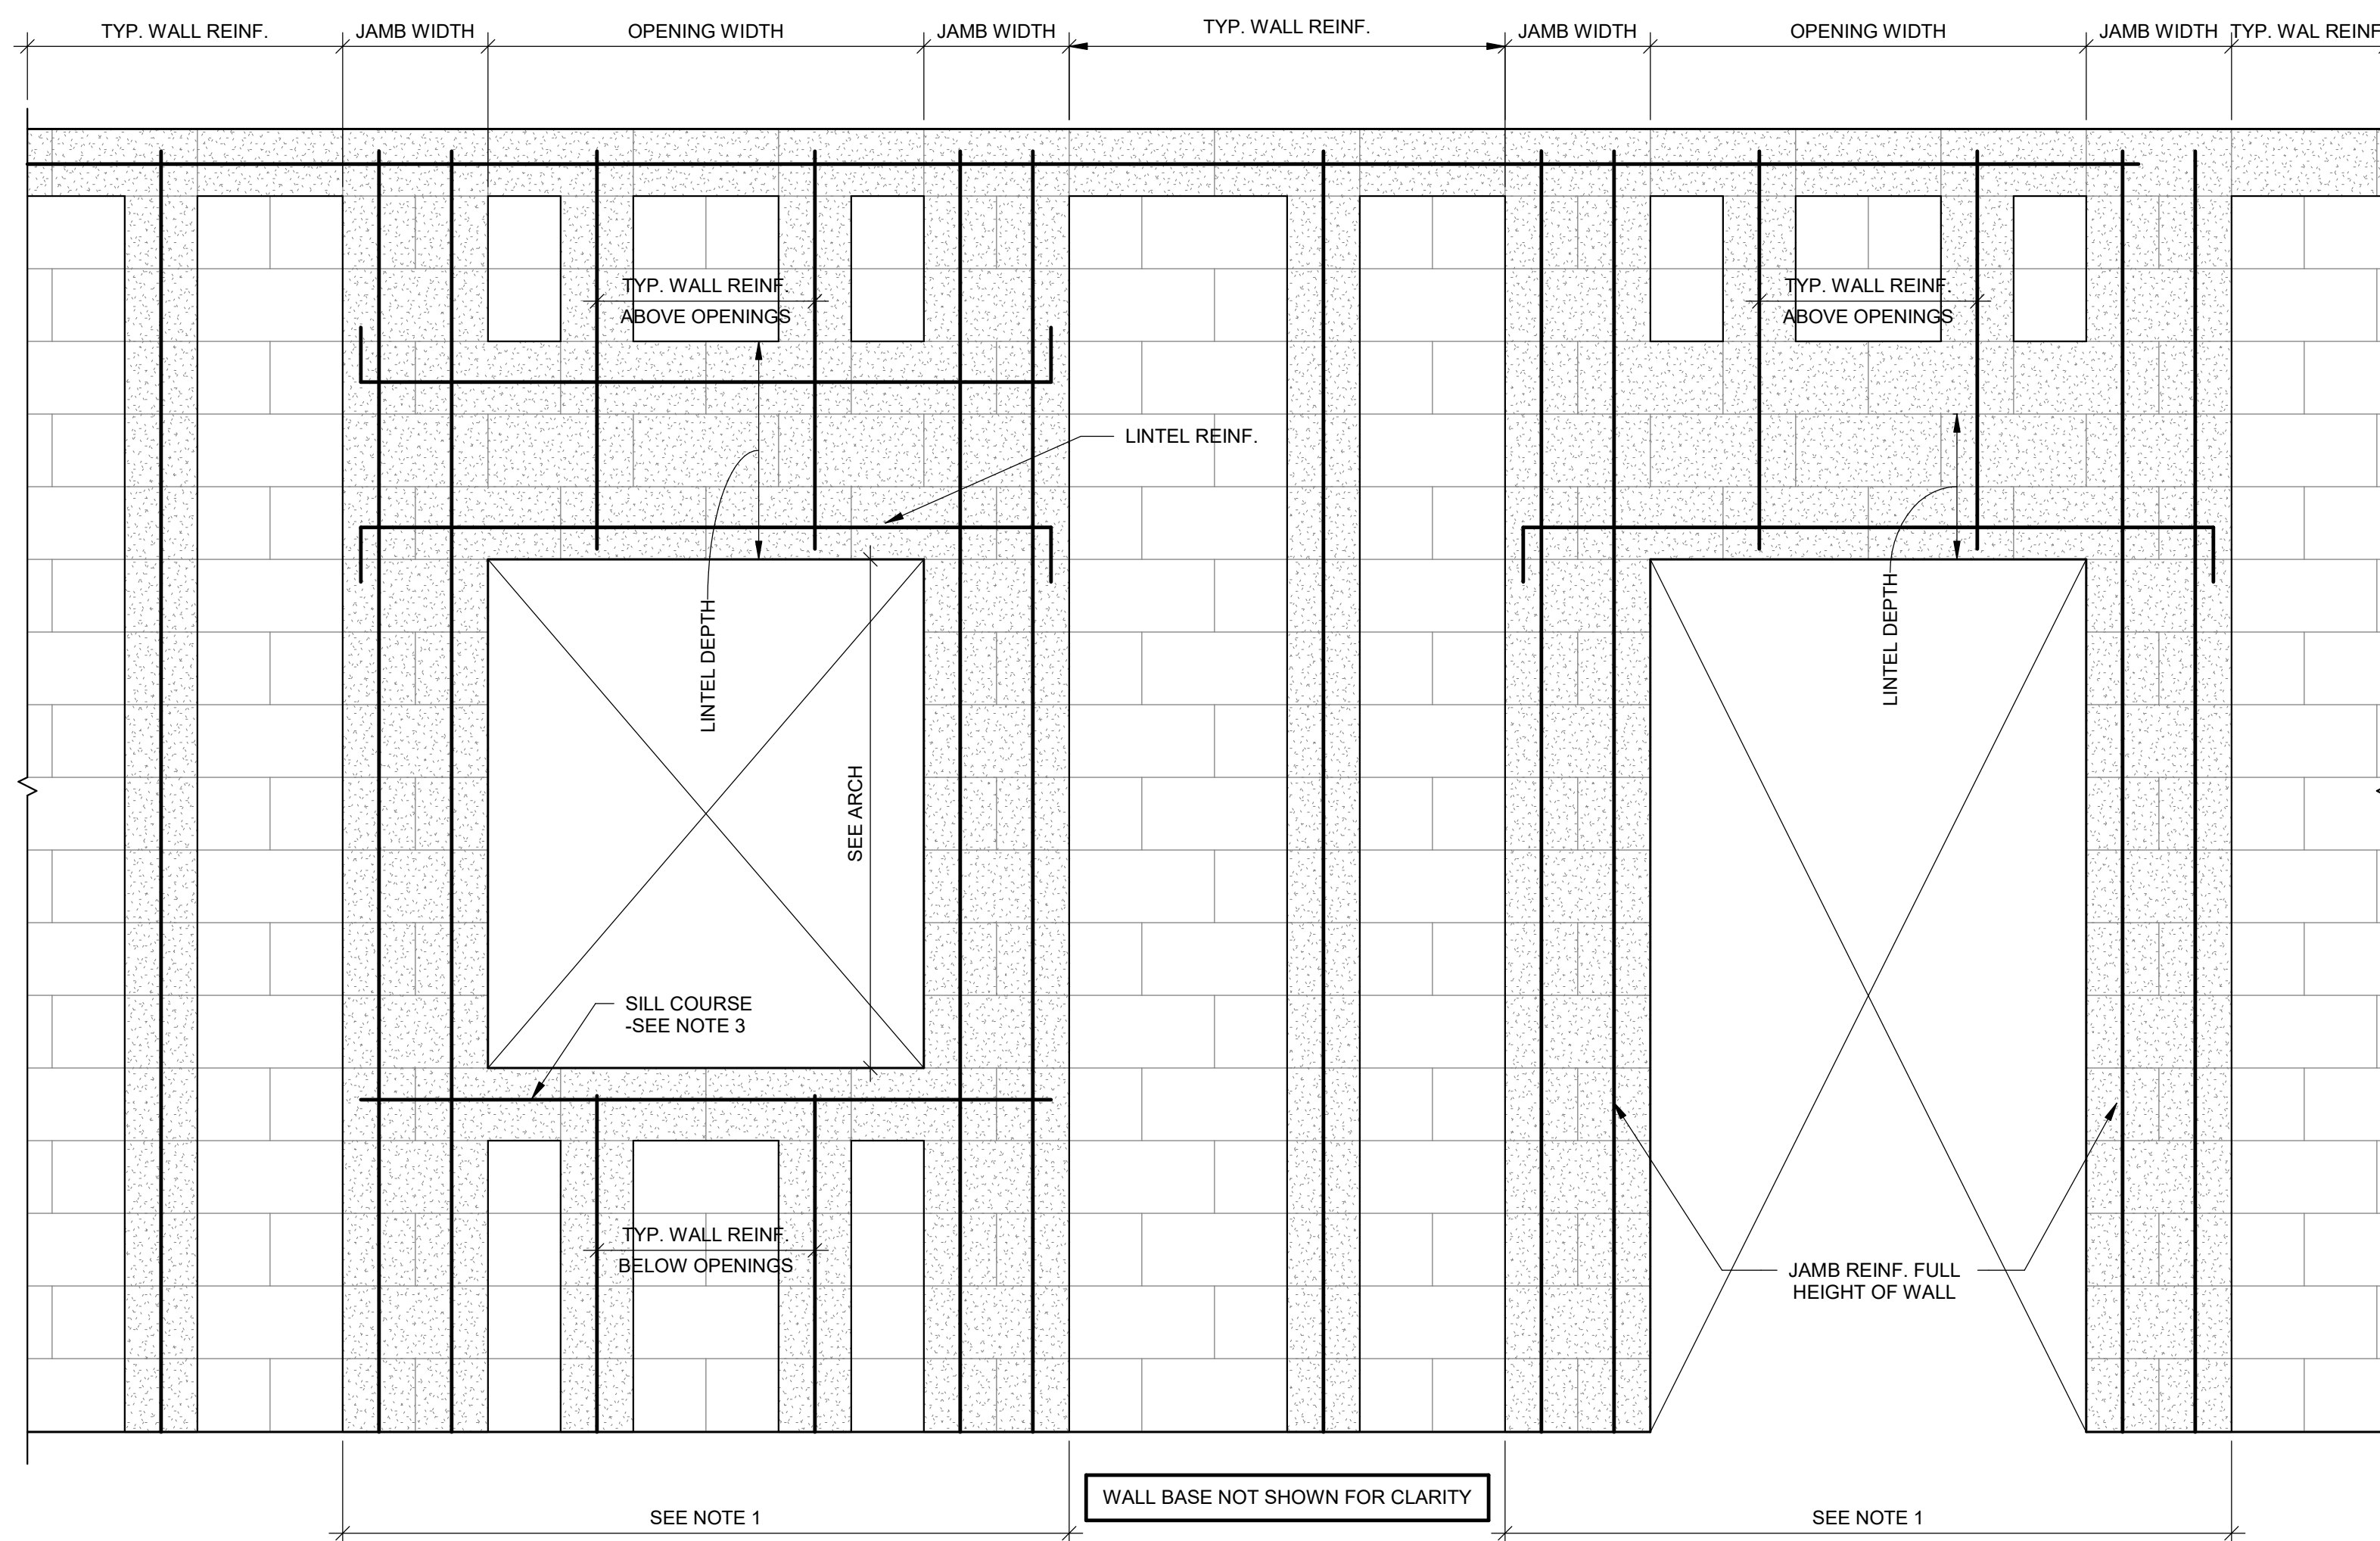 TYP. WALL REINF.
JAMB WIDTH
OPENING WIDTH
JAMB WIDTH
TYP. WALL REINF.
JAMB WIDTH
OPENING WIDTH
JAMB WIDTH
TYP. WAL REINF
TYP. WALL REINF.
ABOVE OPENINGS
TYP. WALL REINF.
ABOVE OPENINGS
LINTEL REINF.
LINTEL DEPTH
LINTEL DEPTH
SEE ARCH
SILL COURSE
-SEE NOTE 3
TYP. WALL REINF.
BELOW OPENINGS
JAMB REINF. FULL
HEIGHT OF WALL
WALL BASE NOT SHOWN FOR CLARITY
SEE NOTE 1
SEE NOTE 1